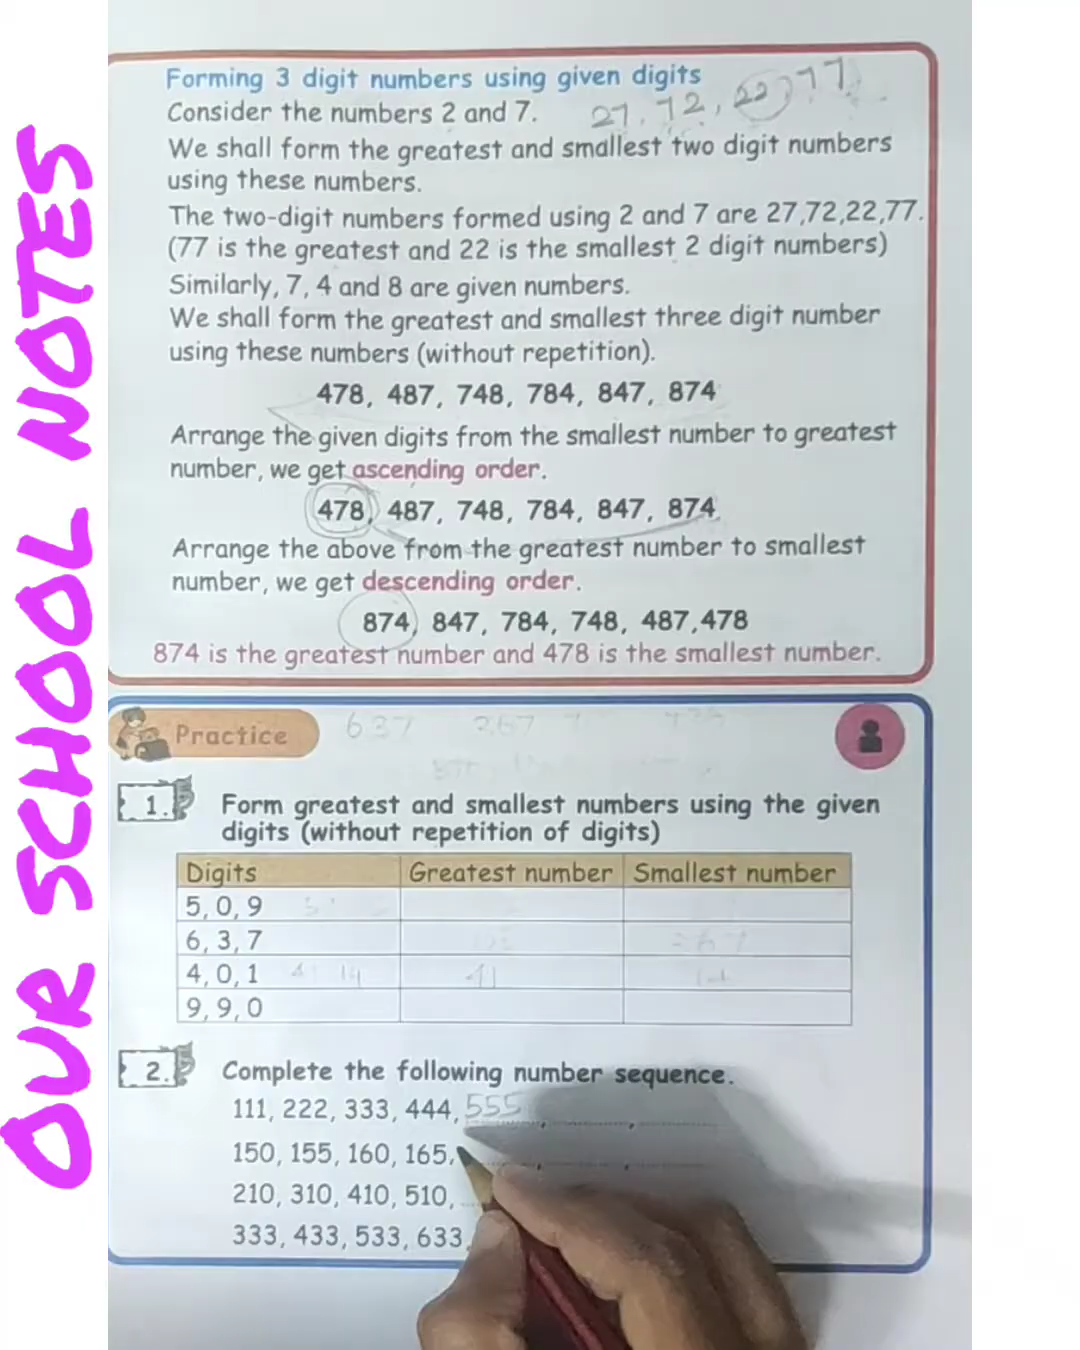 OUR SCHOOL NOTES
Forming 3 digit numbers using given digits
27, 72, 22, 77
Consider the numbers 2 and 7.
We shall form the greatest and smallest two digit numbers
using these numbers.
The two-digit numbers formed using 2 and 7 are 27,72,22,77.
(77 is the greatest and 22 is the smallest 2 digit numbers)
Similarly, 7, 4 and 8 are given numbers.
We shall form the greatest and smallest three digit number
using these numbers (without repetition).
478, 487, 748, 784, 847, 874
Arrange the given digits from the smallest number to greatest
number, we get ascending order.
478, 487, 748, 784, 847, 874
Arrange the above from the greatest number to smallest
number, we get descending order.
874, 847, 784, 748, 487,478
874 is the greatest number and 478 is the smallest number.
Practice 637 367
1. Form greatest and smallest numbers using the given
digits (without repetition of digits)
Digits Greatest number Smallest number
5, 0, 9
6, 3, 7
4, 0, 1 41 14 41 14
9, 9, 0
2. Complete the following number sequence.
111, 222, 333, 444, 555
150, 155, 160, 165,
210, 310, 410, 510,
333, 433, 533, 633,